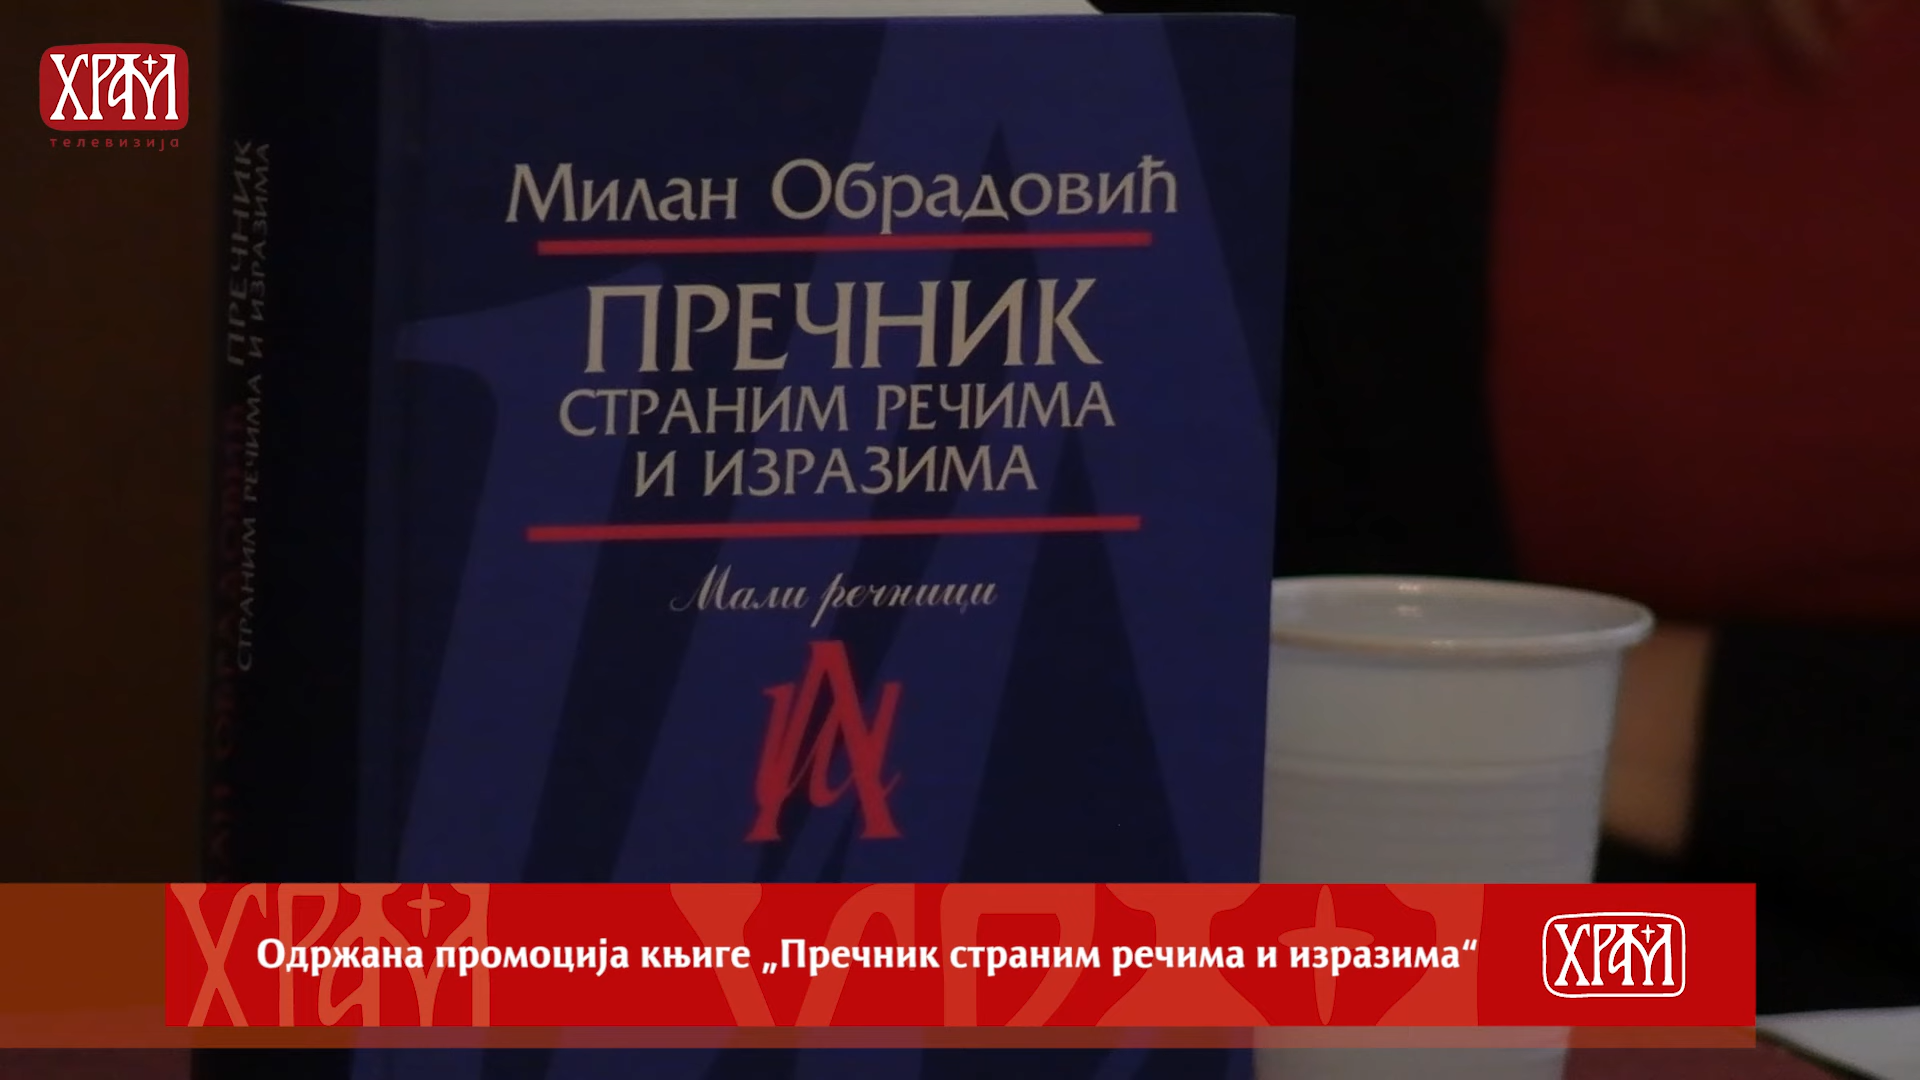 ХРАМ
телевизија
Милан Обрадовић
ПРЕЧНИК
СТРАНИМ РЕЧИМА
И ИЗРАЗИМА
Мали речници
ПРЕЧНИК
СТРАНИМ РЕЧИМА И ИЗРАЗИМА
Одржана промоција књиге „Пречник страним речима и изразима“
ХРАМ